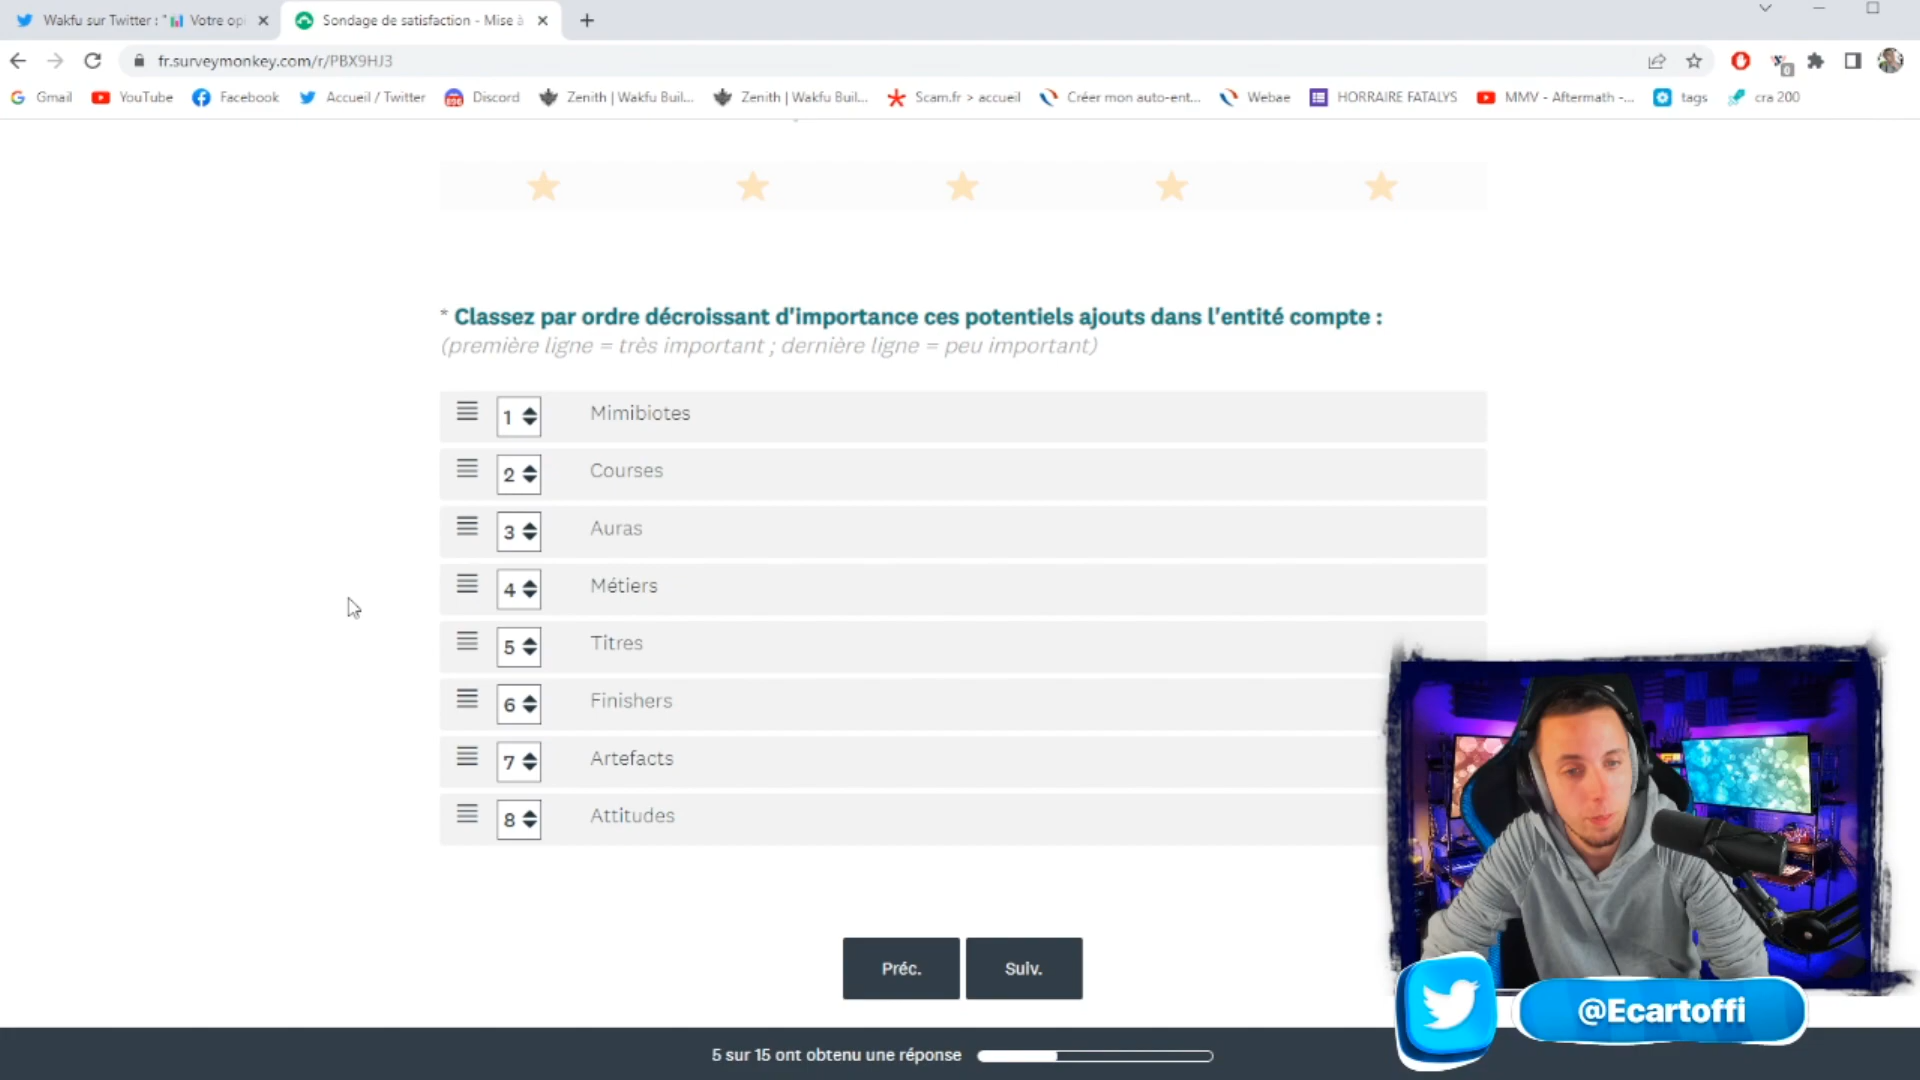 Wakfu sur Twitter : " Votre opi
Sondage de satisfaction - Mise à
fr.surveymonkey.com/r/PBX9HJ3
Gmail
YouTube
Facebook
Accueil / Twitter
Discord
Zenith | Wakfu Buil...
Zenith | Wakfu Buil...
Scam.fr > accueil
Créer mon auto-ent...
Webae
HORRAIRE FATALYS
MMV - Aftermath -...
tags
cra 200
* Classez par ordre décroissant d'importance ces potentiels ajouts dans l'entité compte :
(première ligne = très important ; dernière ligne = peu important)
1 Mimibiotes
2 Courses
3 Auras
4 Métiers
5 Titres
6 Finishers
7 Artefacts
8 Attitudes
Préc.
Suiv.
@Ecartoffi
5 sur 15 ont obtenu une réponse